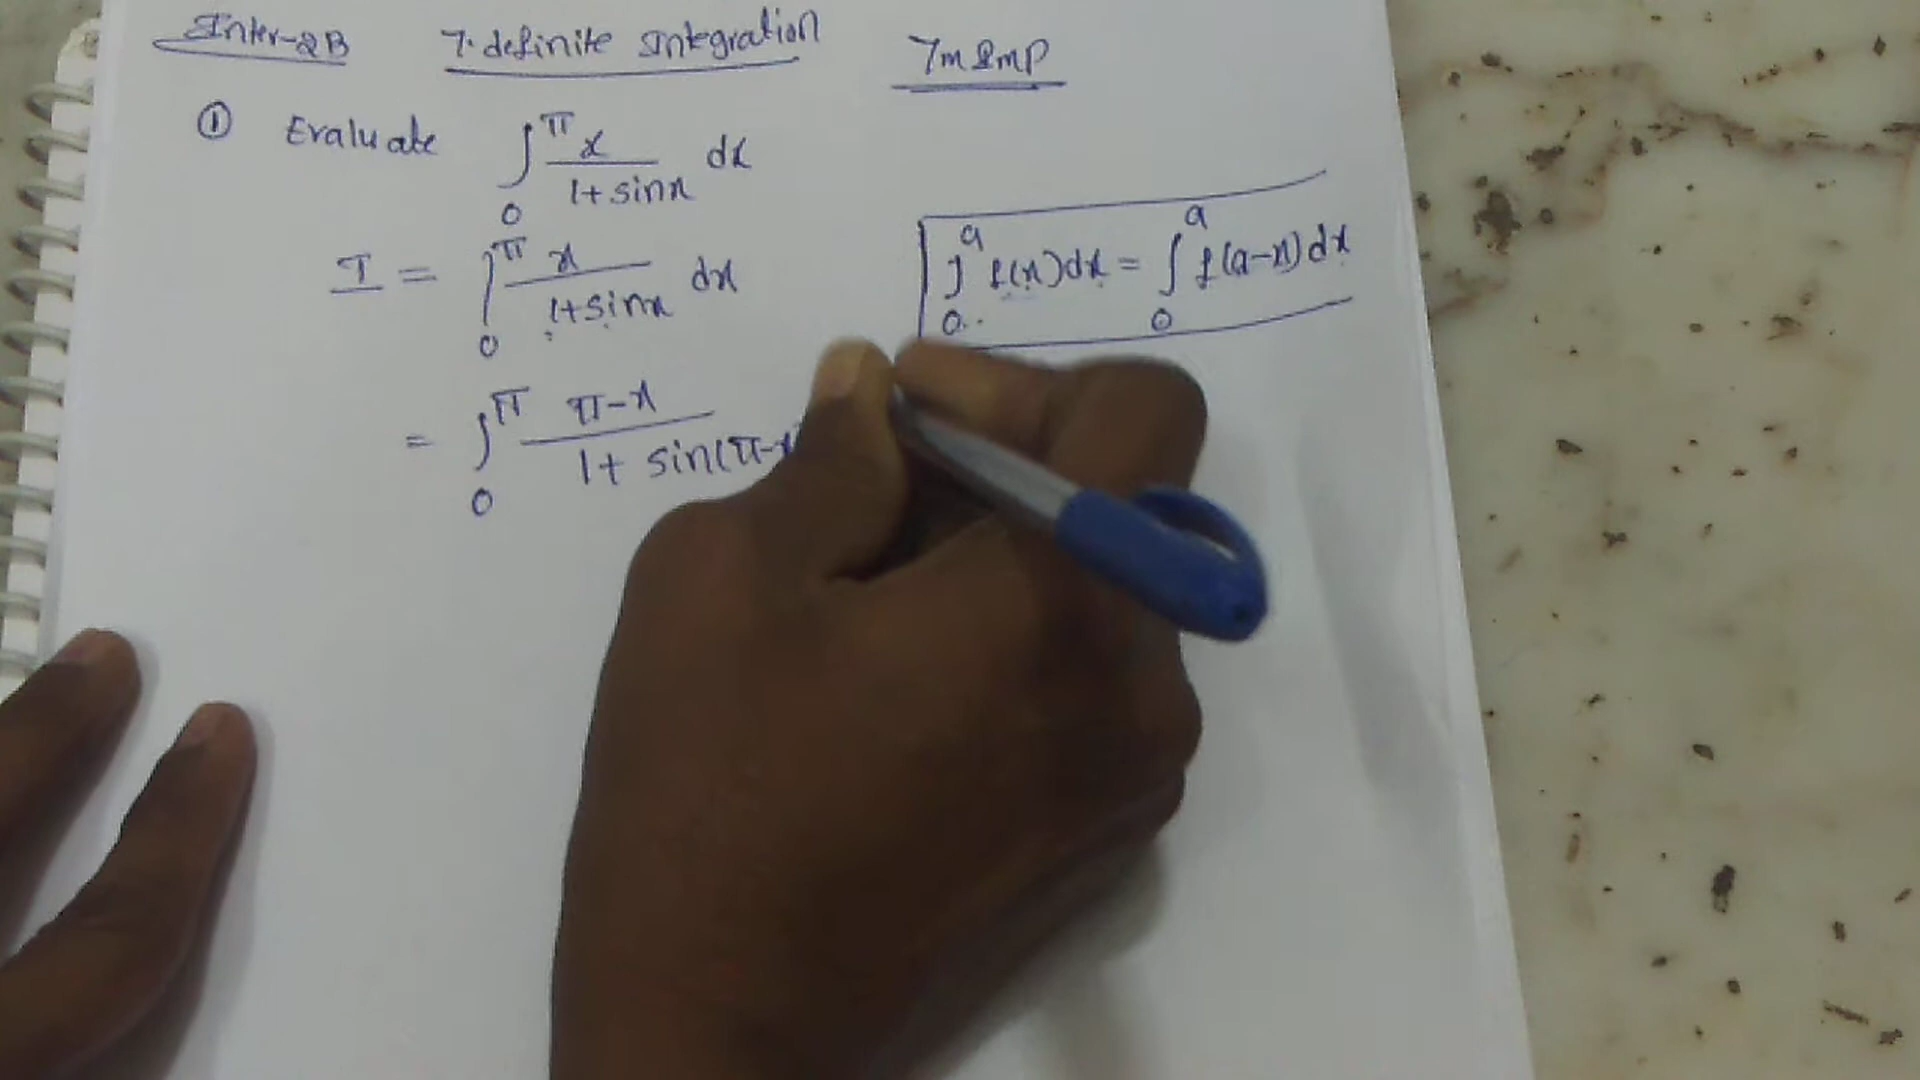 Inter-2B 7. definite Integration 7m Imp
① Evaluate ∫₀^π x/(1+sinx) dx
I = ∫₀^π x/(1+sinx) dx
∫₀^a f(x)dx = ∫₀^a f(a-x)dx
= ∫₀^π (π-x)/(1+ sin(π-x